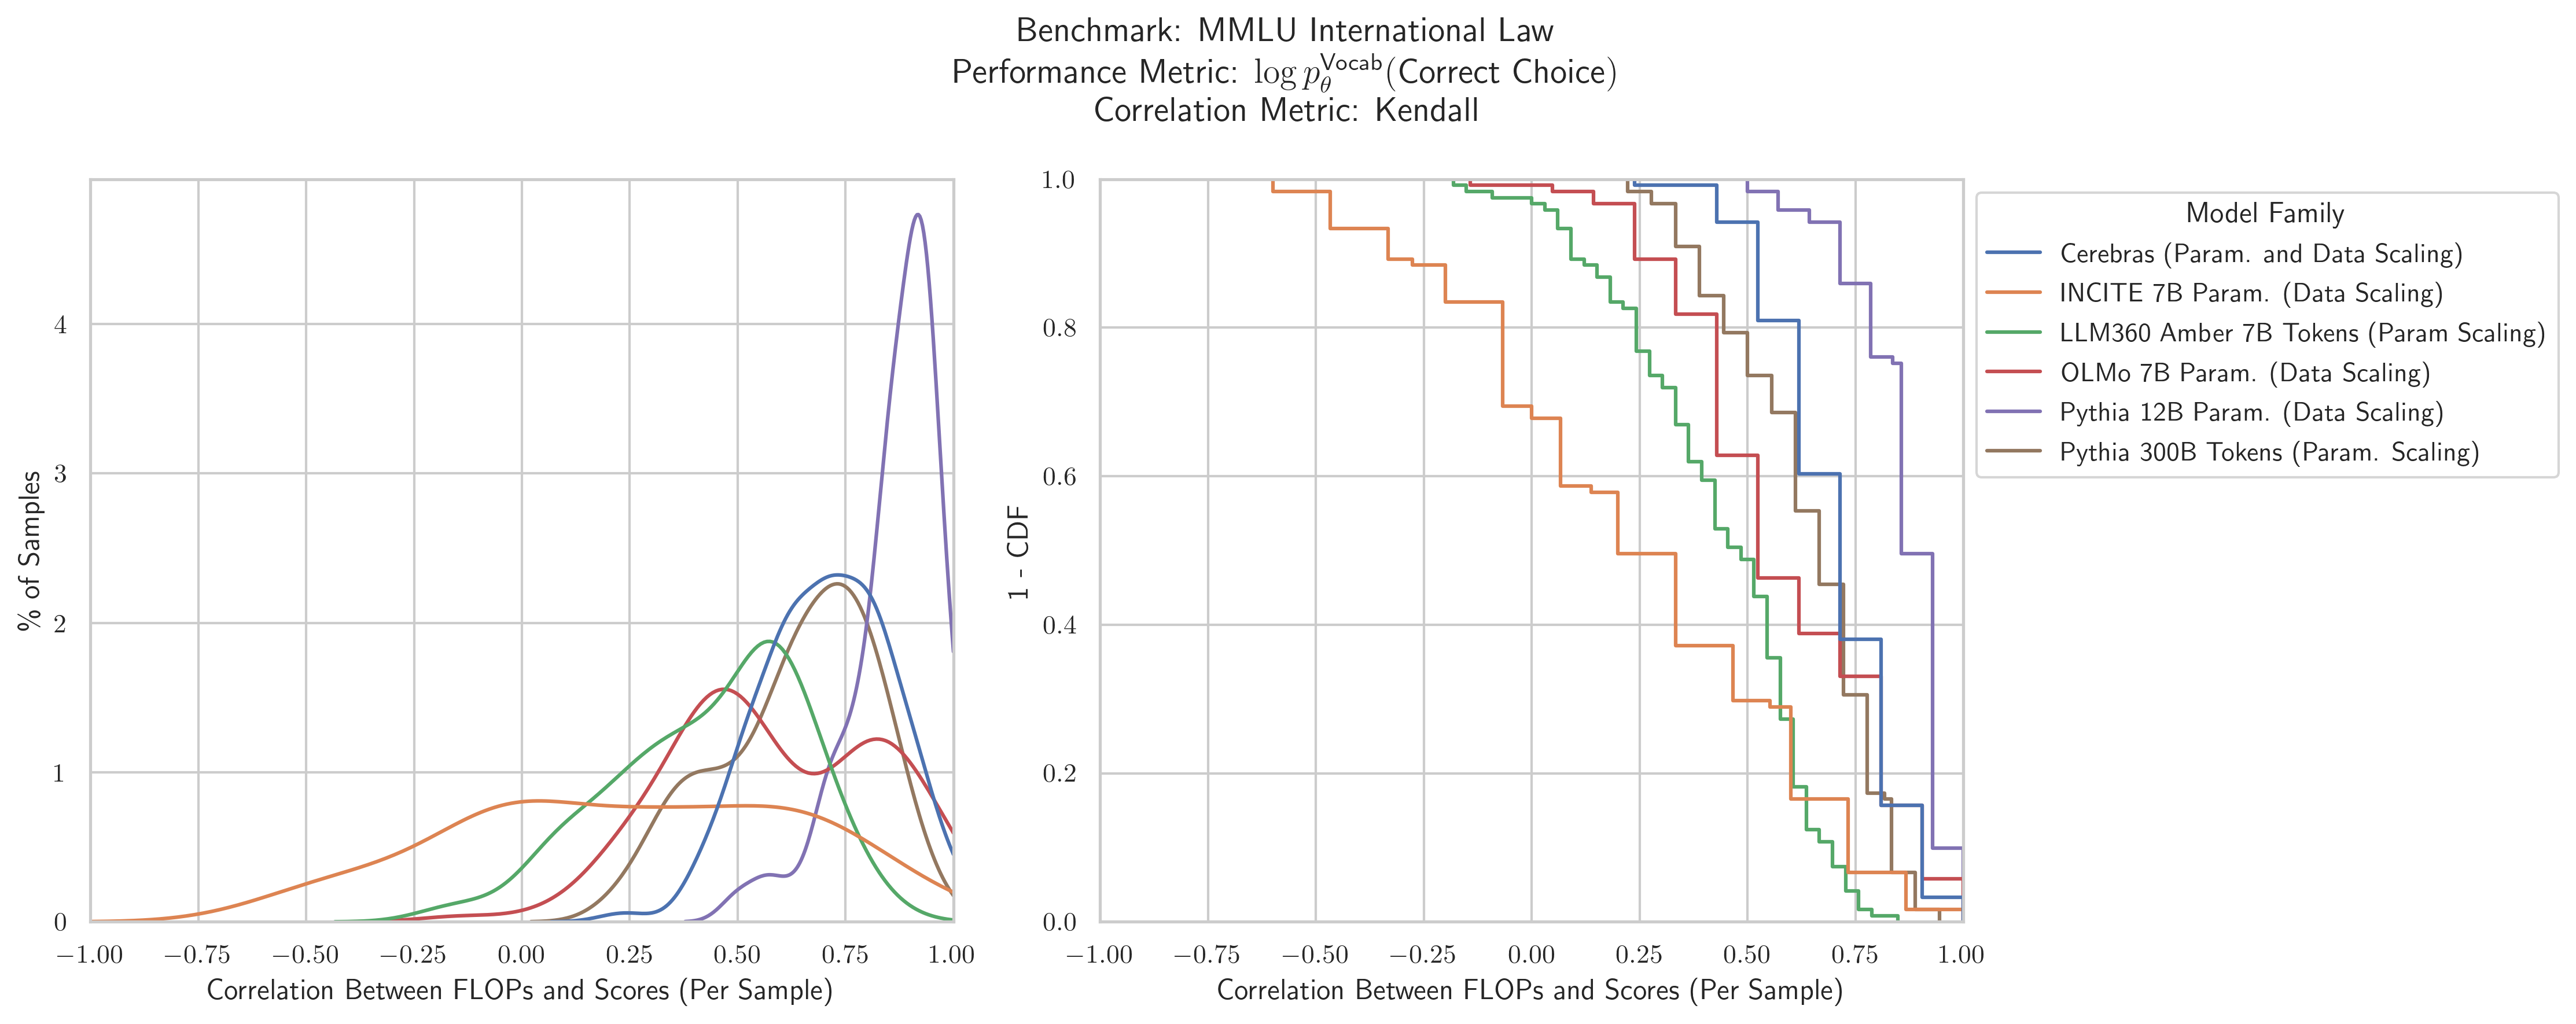 Benchmark: MMLU International Law
Performance Metric: log p_θ^Vocab(Correct Choice)
Correlation Metric: Kendall
% of Samples
4
3
2
1
0
−1.00 −0.75 −0.50 −0.25 0.00 0.25 0.50 0.75 1.00
Correlation Between FLOPs and Scores (Per Sample)
1 - CDF
1.0
0.8
0.6
0.4
0.2
0.0
−1.00 −0.75 −0.50 −0.25 0.00 0.25 0.50 0.75 1.00
Correlation Between FLOPs and Scores (Per Sample)
Model Family
Cerebras (Param. and Data Scaling)
INCITE 7B Param. (Data Scaling)
LLM360 Amber 7B Tokens (Param Scaling)
OLMo 7B Param. (Data Scaling)
Pythia 12B Param. (Data Scaling)
Pythia 300B Tokens (Param. Scaling)